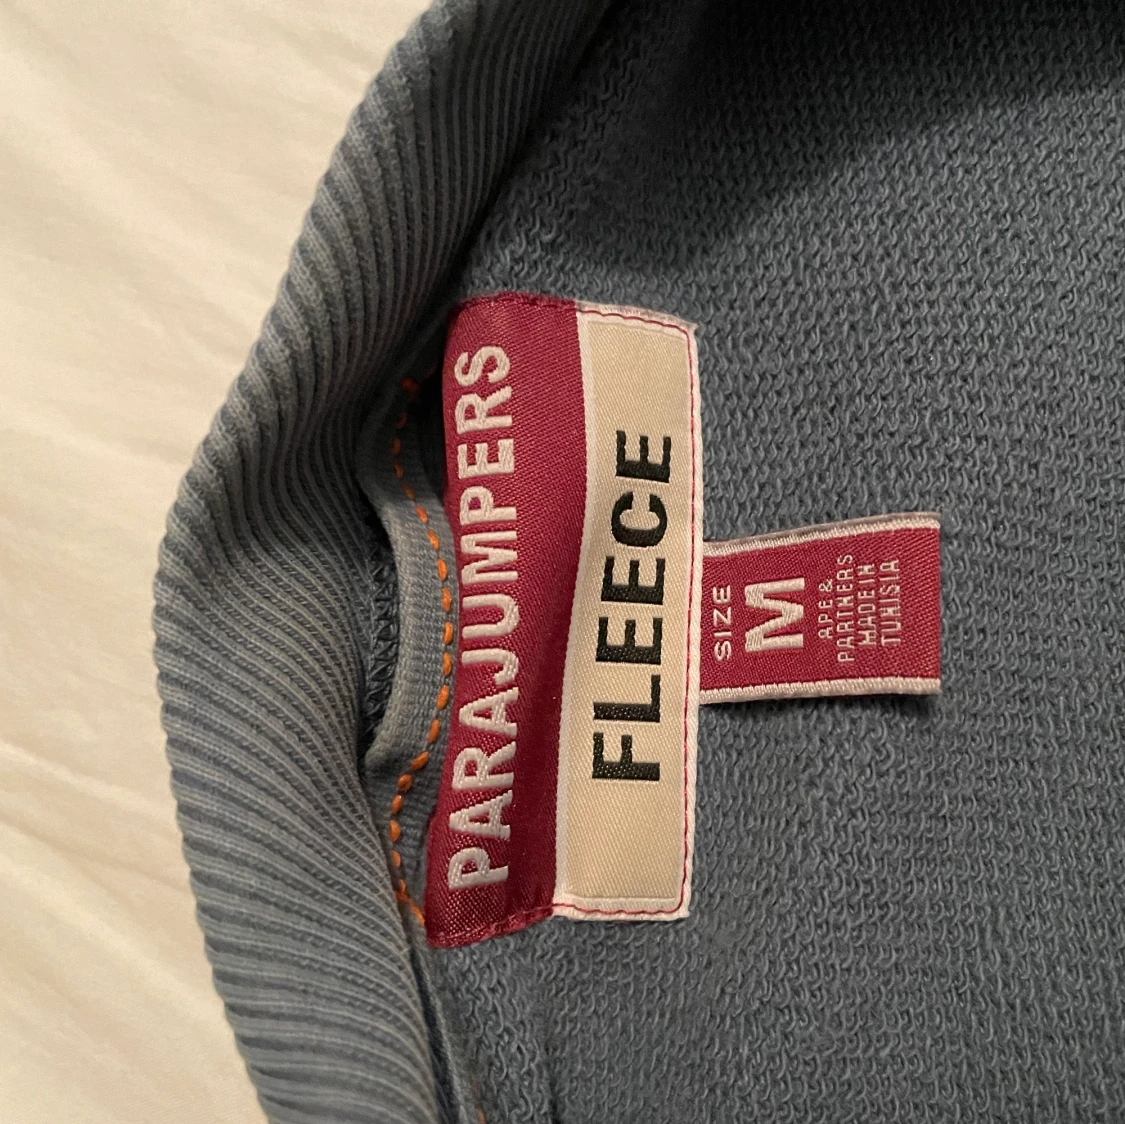 PARAJUMPERS
FLEECE
SIZE
M
APE &
PARTNERS
MADE IN
TUNISIA